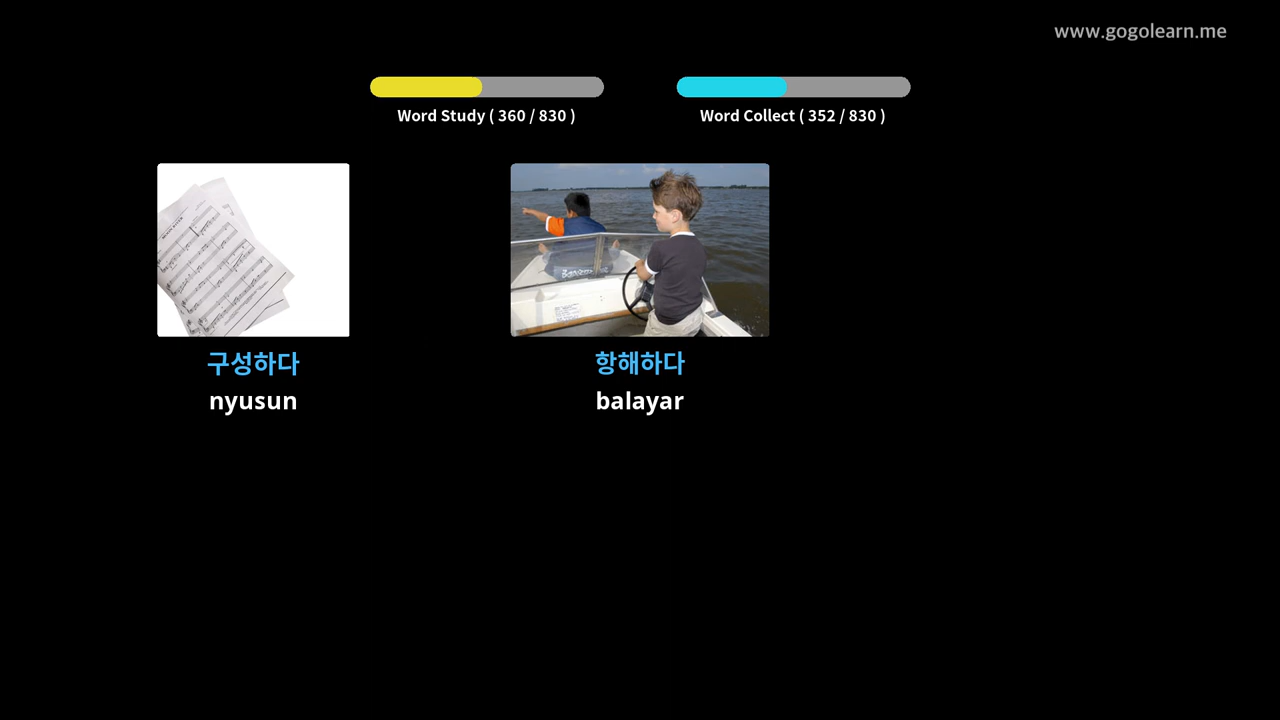 www.gogolearn.me
Word Study ( 360 / 830 )
Word Collect ( 352 / 830 )
구성하다
nyusun
항해하다
balayar